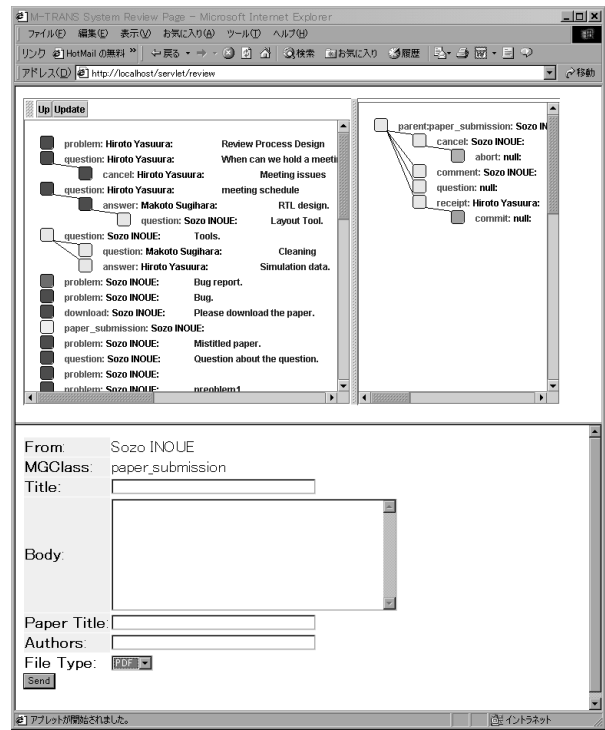 M-TRANS System Review Page - Microsoft Internet Explorer
ファイル(F) 編集(E) 表示(V) お気に入り(A) ツール(T) ヘルプ(H)
リンク HotMail の無料 » 戻る 検索 お気に入り 履歴
アドレス(D) http://localhost/servlet/review 移動
Up Update
problem: Hiroto Yasuura: Review Process Design
question: Hiroto Yasuura: When can we hold a meeti
cancel: Hiroto Yasuura: Meeting issues
question: Hiroto Yasuura: meeting schedule
answer: Makoto Sugihara: RTL design.
question: Sozo INOUE: Layout Tool.
question: Sozo INOUE: Tools.
question: Makoto Sugihara: Cleaning
answer: Hiroto Yasuura: Simulation data.
problem: Sozo INOUE: Bug report.
problem: Sozo INOUE: Bug.
download: Sozo INOUE: Please download the paper.
paper_submission: Sozo INOUE:
problem: Sozo INOUE: Mistitled paper.
question: Sozo INOUE: Question about the question.
problem: Sozo INOUE:
problem: Sozo INOUE: preoblem1
parent:paper_submission: Sozo IN
cancel: Sozo INOUE:
abort: null:
comment: Sozo INOUE:
question: null:
receipt: Hiroto Yasuura:
commit: null:
From: Sozo INOUE
MGClass: paper_submission
Title:
Body:
Paper Title:
Authors:
File Type: PDF
Send
アプレットが開始されました。 イントラネット